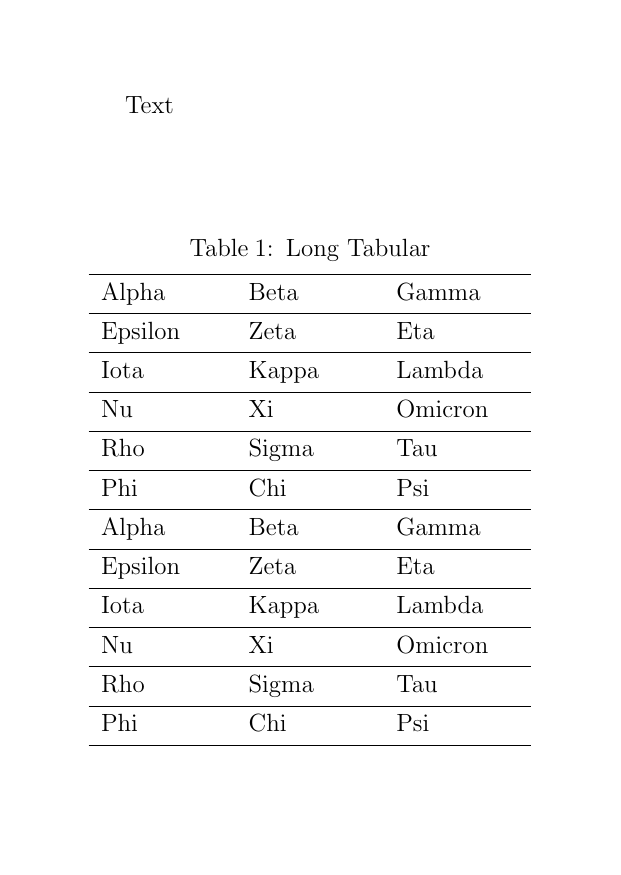 Text
Table 1: Long Tabular
Alpha Beta Gamma
Epsilon Zeta Eta
Iota Kappa Lambda
Nu Xi Omicron
Rho Sigma Tau
Phi Chi Psi
Alpha Beta Gamma
Epsilon Zeta Eta
Iota Kappa Lambda
Nu Xi Omicron
Rho Sigma Tau
Phi Chi Psi